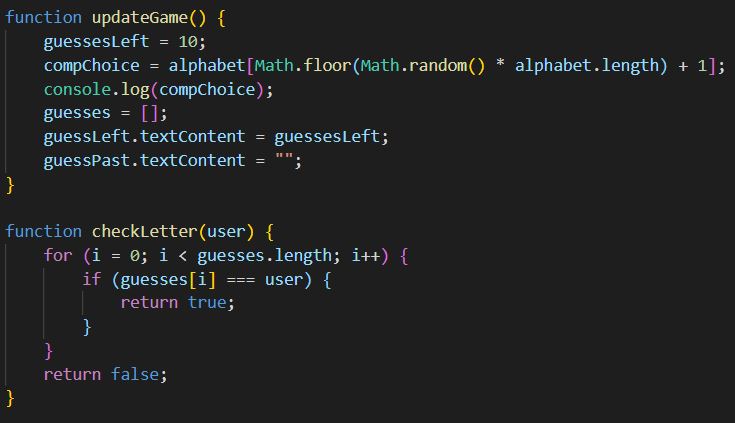 function updateGame() {
    guessesLeft = 10;
    compChoice = alphabet[Math.floor(Math.random() * alphabet.length) + 1];
    console.log(compChoice);
    guesses = [];
    guessLeft.textContent = guessesLeft;
    guessPast.textContent = "";
}

function checkLetter(user) {
    for (i = 0; i < guesses.length; i++) {
        if (guesses[i] === user) {
            return true;
        }
    }
    return false;
}